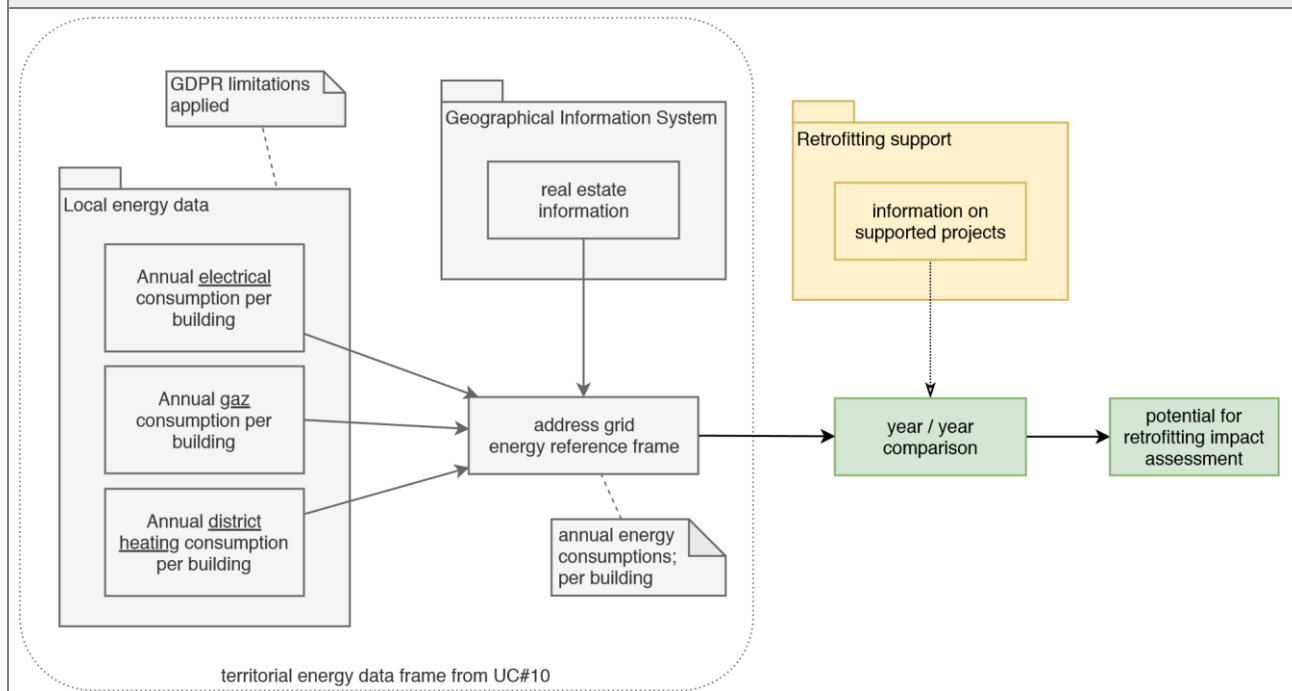 GDPR limitations
applied
Geographical Information System
real estate
information
Retrofitting support
information on
supported projects
Local energy data
Annual electrical
consumption per
building
Annual gaz
consumption per
building
Annual district
heating consumption
per building
address grid
energy reference frame
year / year
comparison
potential for
retrofitting impact
assessment
annual energy
consumptions;
per building
territorial energy data frame from UC#10